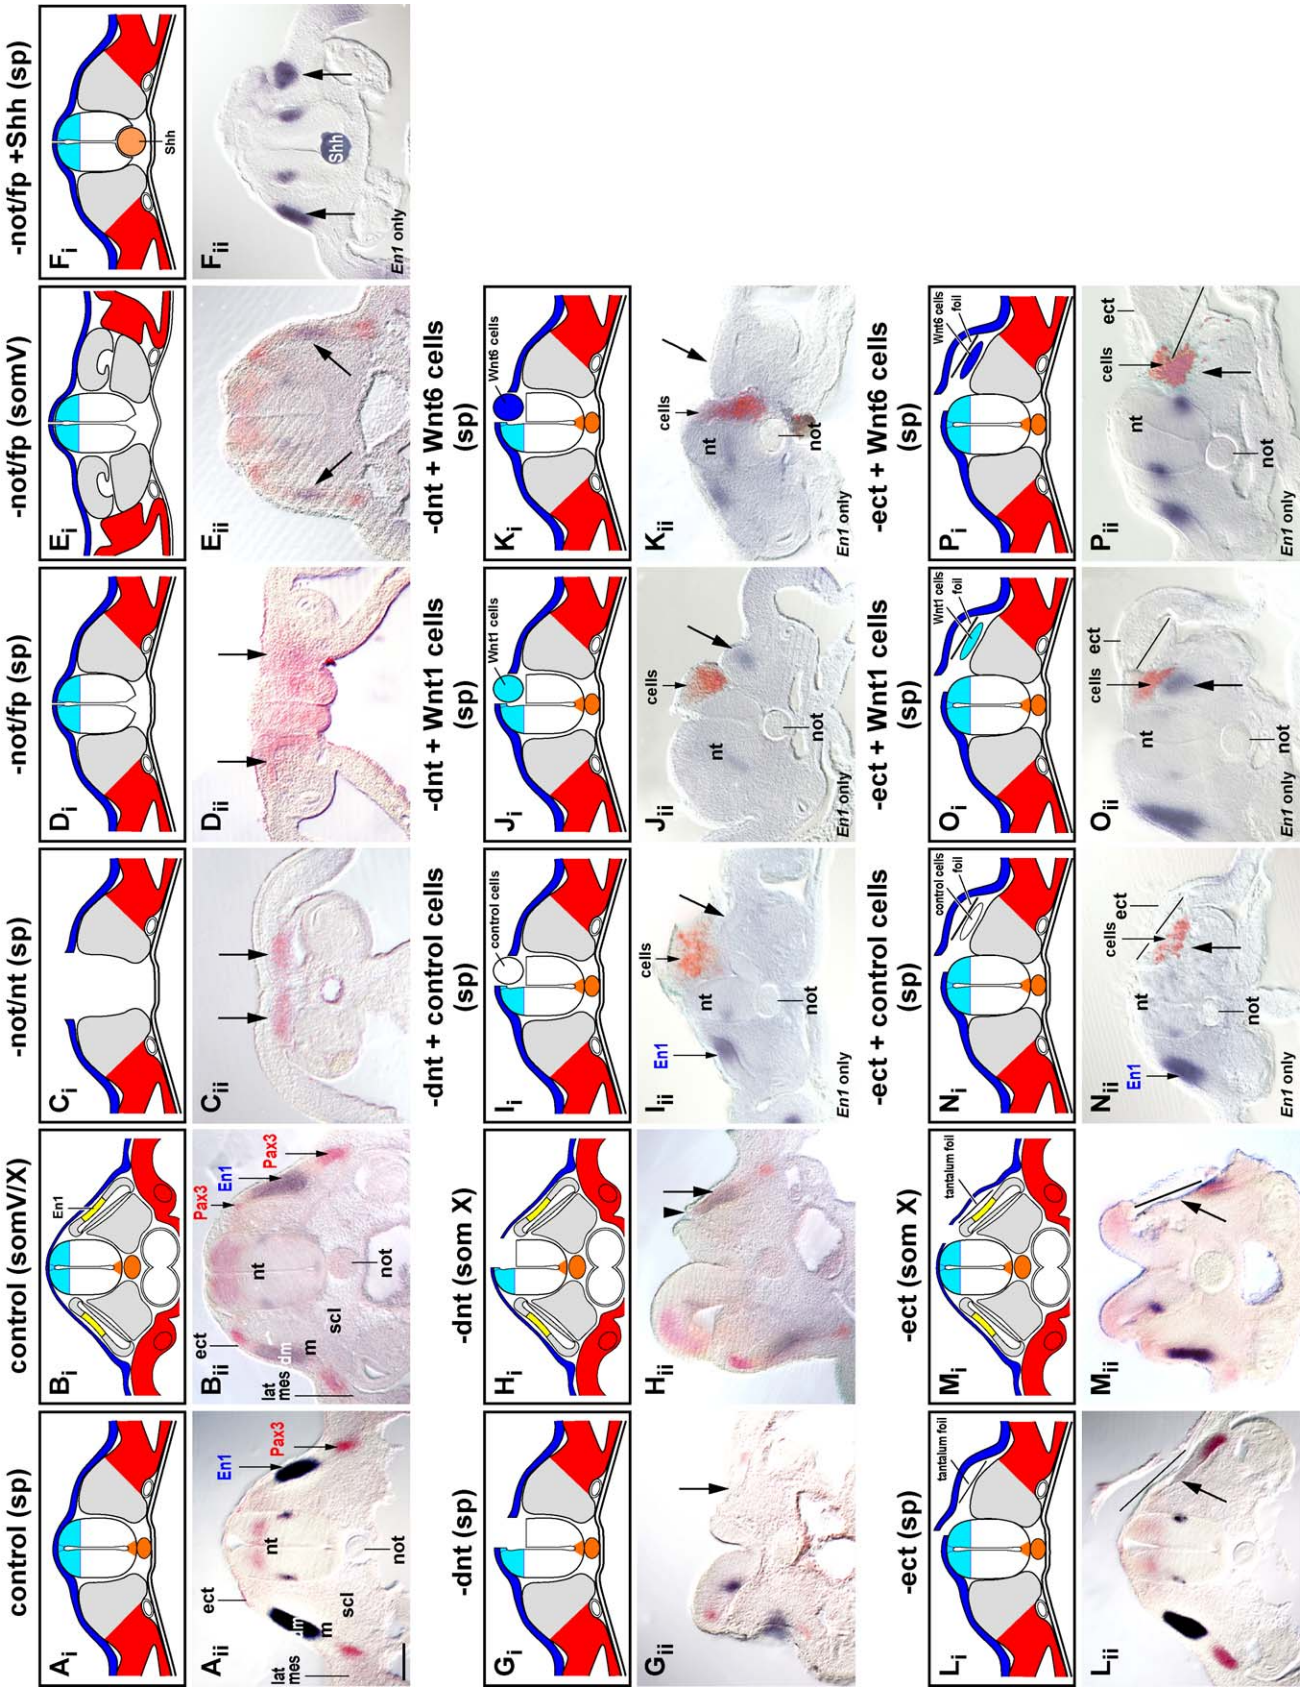 control (sp)
control (somV/X)
-not/nt (sp)
-not/fp (sp)
-not/fp (somV)
-not/fp +Shh (sp)
Ai
Bi
En1
Ci
Di
Ei
Fi
Shh
Aii
ect
nt
En1
Pax3
lat
mes
dm
m
scl
not
Bii
ect
nt
Pax3
En1
Pax3
lat
mes
dm
m
scl
not
Cii
Dii
Eii
Fii
Shh
En1 only
-dnt (sp)
-dnt (som X)
-dnt + control cells
(sp)
-dnt + Wnt1 cells
(sp)
-dnt + Wnt6 cells
(sp)
Gi
Hi
Ii
control cells
Ji
Wnt1 cells
Ki
Wnt6 cells
Gii
Hii
Iii
En1
nt
cells
not
En1 only
Jii
nt
cells
not
En1 only
Kii
nt
cells
not
En1 only
-ect (sp)
-ect (som X)
-ect + control cells
(sp)
-ect + Wnt1 cells
(sp)
-ect + Wnt6 cells
(sp)
Li
tantalum foil
Mi
tantalum foil
Ni
control cells
foil
Oi
Wnt1 cells
foil
Pi
Wnt6 cells
foil
Lii
Mii
Nii
En1
nt
cells
ect
not
En1 only
Oii
nt
cells
ect
not
En1 only
Pii
nt
cells
ect
not
En1 only